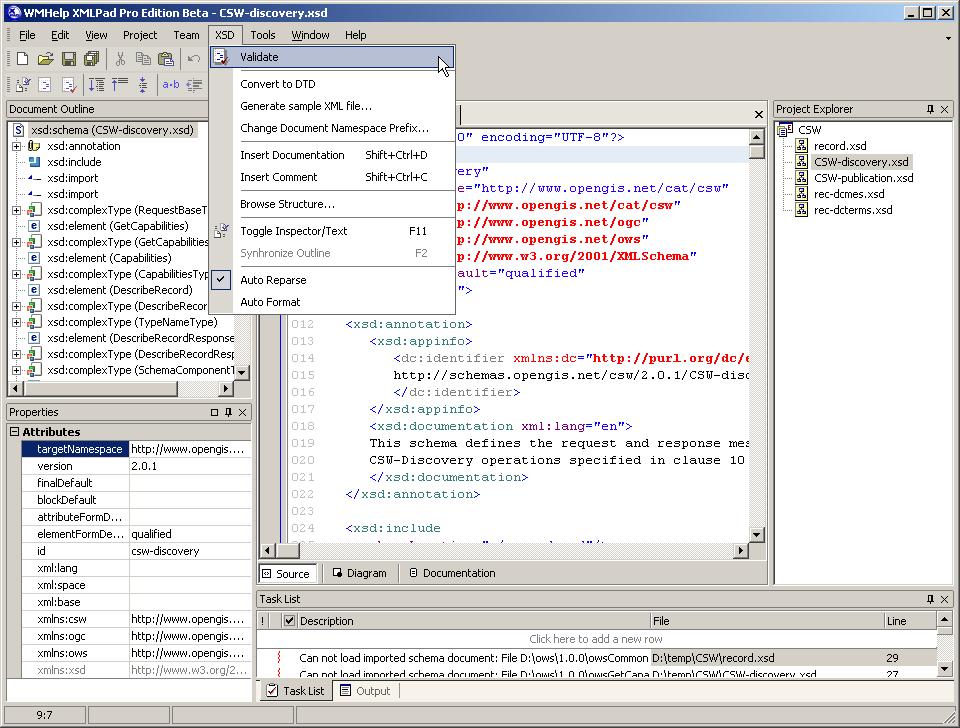 WMHelp XMLPad Pro Edition Beta - CSW-discovery.xsd
File Edit View Project Team XSD Tools Window Help
a·b
Document Outline
xsd:schema (CSW-discovery.xsd)
xsd:annotation
xsd:include
xsd:import
xsd:import
xsd:complexType (RequestBaseT
xsd:element (GetCapabilities)
xsd:complexType (GetCapabilities
xsd:element (Capabilities)
xsd:complexType (CapabilitiesTyp
xsd:element (DescribeRecord)
xsd:complexType (DescribeRecor
xsd:complexType (TypeNameType)
xsd:element (DescribeRecordResponse
xsd:complexType (DescribeRecordResp
xsd:complexType (SchemaComponentT
Validate
Convert to DTD
Generate sample XML file...
Change Document Namespace Prefix...
Insert Documentation Shift+Ctrl+D
Insert Comment Shift+Ctrl+C
Browse Structure...
Toggle Inspector/Text F11
Synhronize Outline F2
Auto Reparse
Auto Format
0" encoding="UTF-8"?>
ery"
e="http://www.opengis.net/cat/csw"
p://www.opengis.net/cat/csw"
p://www.opengis.net/ogc"
p://www.opengis.net/ows"
p://www.w3.org/2001/XMLSchema"
ault="qualified"
">
012 <xsd:annotation>
013 <xsd:appinfo>
014 <dc:identifier xmlns:dc="http://purl.org/dc/e
015 http://schemas.opengis.net/csw/2.0.1/CSW-disc
016 </dc:identifier>
017 </xsd:appinfo>
018 <xsd:documentation xml:lang="en">
019 This schema defines the request and response mes
020 CSW-Discovery operations specified in clause 10
021 </xsd:documentation>
022 </xsd:annotation>
023
024 <xsd:include
Source Diagram Documentation
Project Explorer
CSW
record.xsd
CSW-discovery.xsd
CSW-publication.xsd
rec-dcmes.xsd
rec-dcterms.xsd
Properties
Attributes
targetNamespace http://www.opengis....
version 2.0.1
finalDefault
blockDefault
attributeFormD...
elementFormDe... qualified
id csw-discovery
xml:lang
xml:space
xml:base
xmlns:csw http://www.opengis....
xmlns:ogc http://www.opengis....
xmlns:ows http://www.opengis....
xmlns:xsd http://www.w3.org/2...
Task List
! Description File Line
Click here to add a new row
Can not load imported schema document: File D:\ows\1.0.0\owsCommon D:\temp\CSW\record.xsd 29
Can not load imported schema document: File D:\ows\1.0.0\owsGetCapa D:\temp\CSW\CSW-discovery.xsd 27
Task List Output
9:7